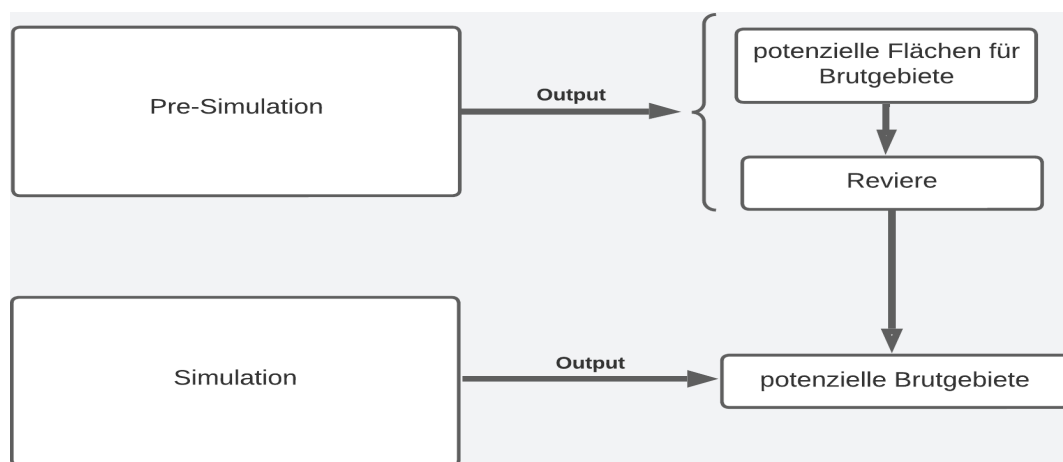 Pre-Simulation
Output
potenzielle Flächen für
Brutgebiete
Reviere
Simulation
Output
potenzielle Brutgebiete